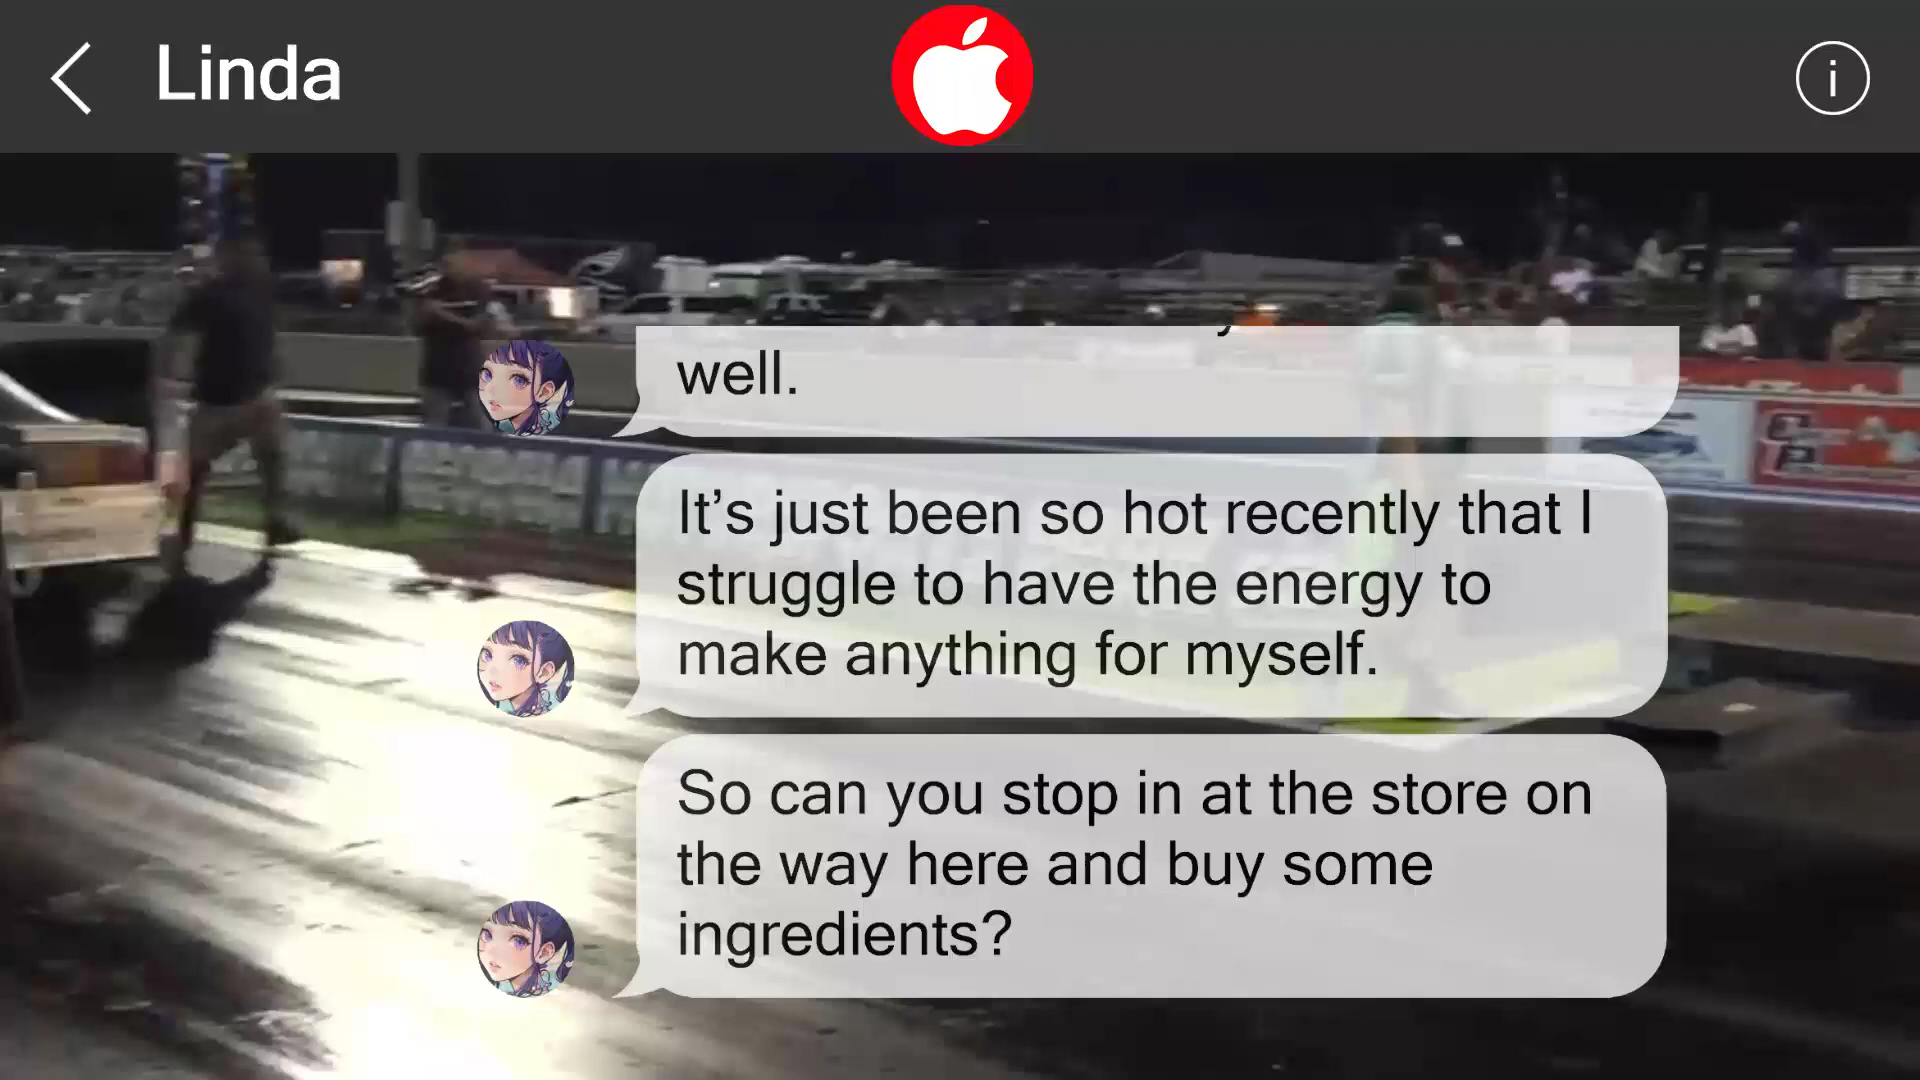 Linda
well.
It’s just been so hot recently that I
struggle to have the energy to
make anything for myself.
So can you stop in at the store on
the way here and buy some
ingredients?